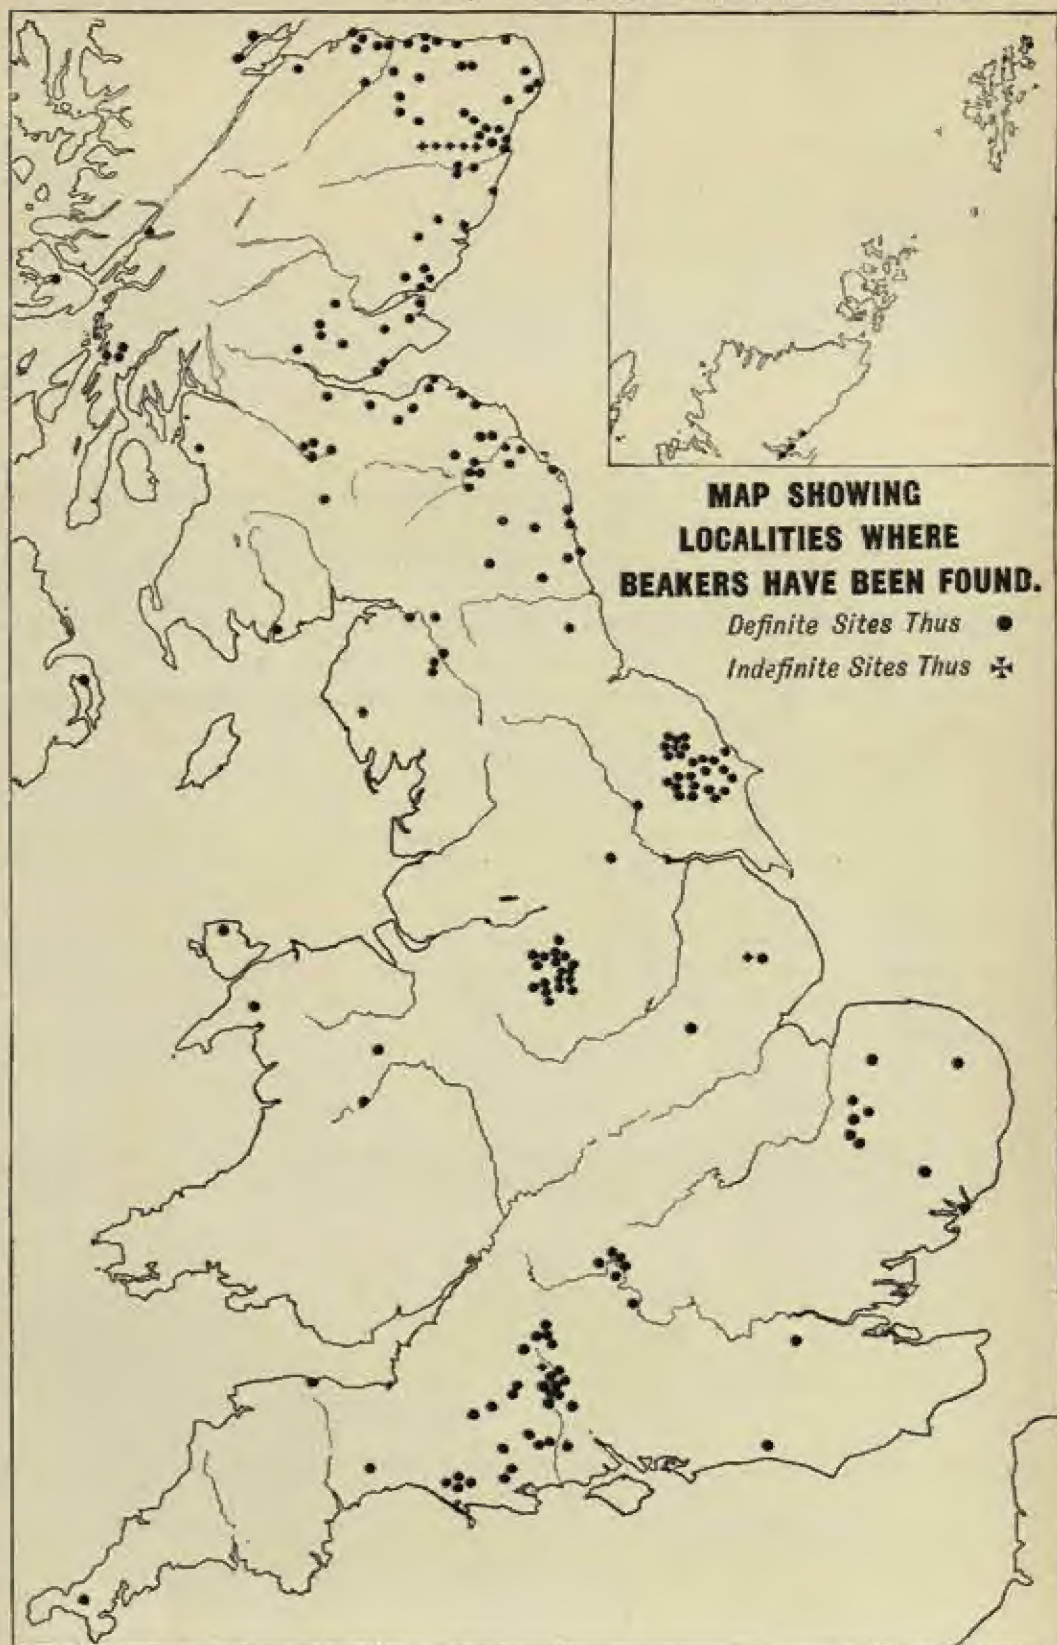 MAP SHOWING
LOCALITIES WHERE
BEAKERS HAVE BEEN FOUND.
Definite Sites Thus
Indefinite Sites Thus